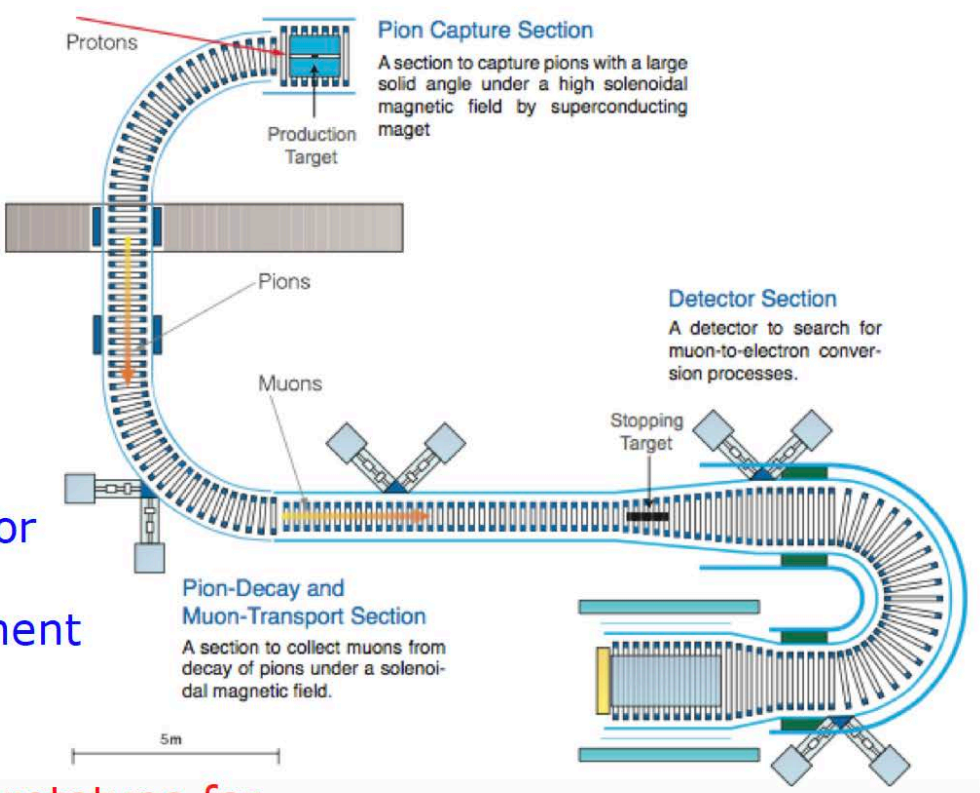 Protons
Pion Capture Section
A section to capture pions with a large
solid angle under a high solenoidal
magnetic field by superconducting
maget
Production
Target
Pions
Detector Section
A detector to search for
muon-to-electron conver-
sion processes.
Muons
Stopping
Target
or
ment
Pion-Decay and
Muon-Transport Section
A section to collect muons from
decay of pions under a solenoi-
dal magnetic field.
5m